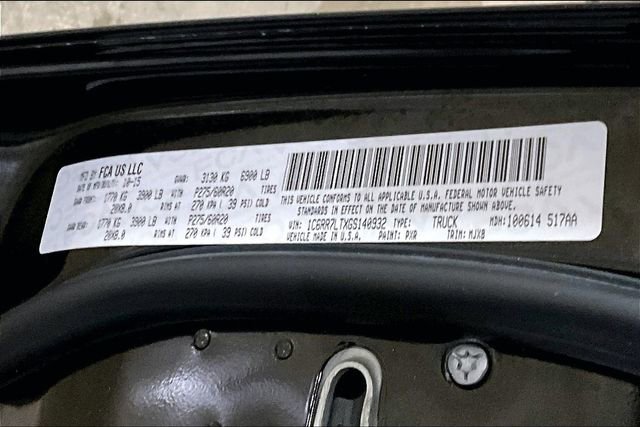 MFD BY: FCA US LLC
DATE OF MFR: 10-15 GVWR: 3130 KG 6900 LB
GAWR FRONT: 1770 KG 3900 LB WITH P275/60R20 TIRES
20X8.0 RIMS AT 270 KPA ( 39 PSI) COLD
GAWR REAR: 1770 KG 3900 LB WITH P275/60R20 TIRES
20X8.0 RIMS AT 270 KPA ( 39 PSI) COLD
THIS VEHICLE CONFORMS TO ALL APPLICABLE U.S.A. FEDERAL MOTOR VEHICLE SAFETY
STANDARDS IN EFFECT ON THE DATE OF MANUFACTURE SHOWN ABOVE.
VIN: 1C6RR7LTXGS140932 TYPE: TRUCK MDH: 100614 517AA
VEHICLE MADE IN U.S.A. PAINT: PXR TRIM: MJX8